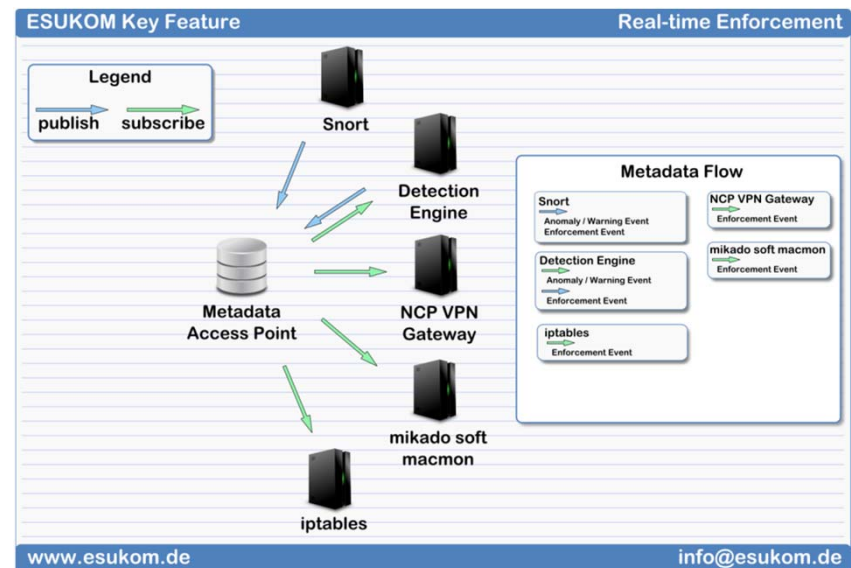 ESUKOM Key Feature
Real-time Enforcement
Legend
publish
subscribe
Snort
Detection
Engine
Metadata
Access Point
NCP VPN
Gateway
mikado soft
macmon
iptables
Metadata Flow
Snort
Anomaly / Warning Event
Enforcement Event
Detection Engine
Anomaly / Warning Event
Enforcement Event
iptables
Enforcement Event
NCP VPN Gateway
Enforcement Event
mikado soft macmon
Enforcement Event
www.esukom.de
info@esukom.de